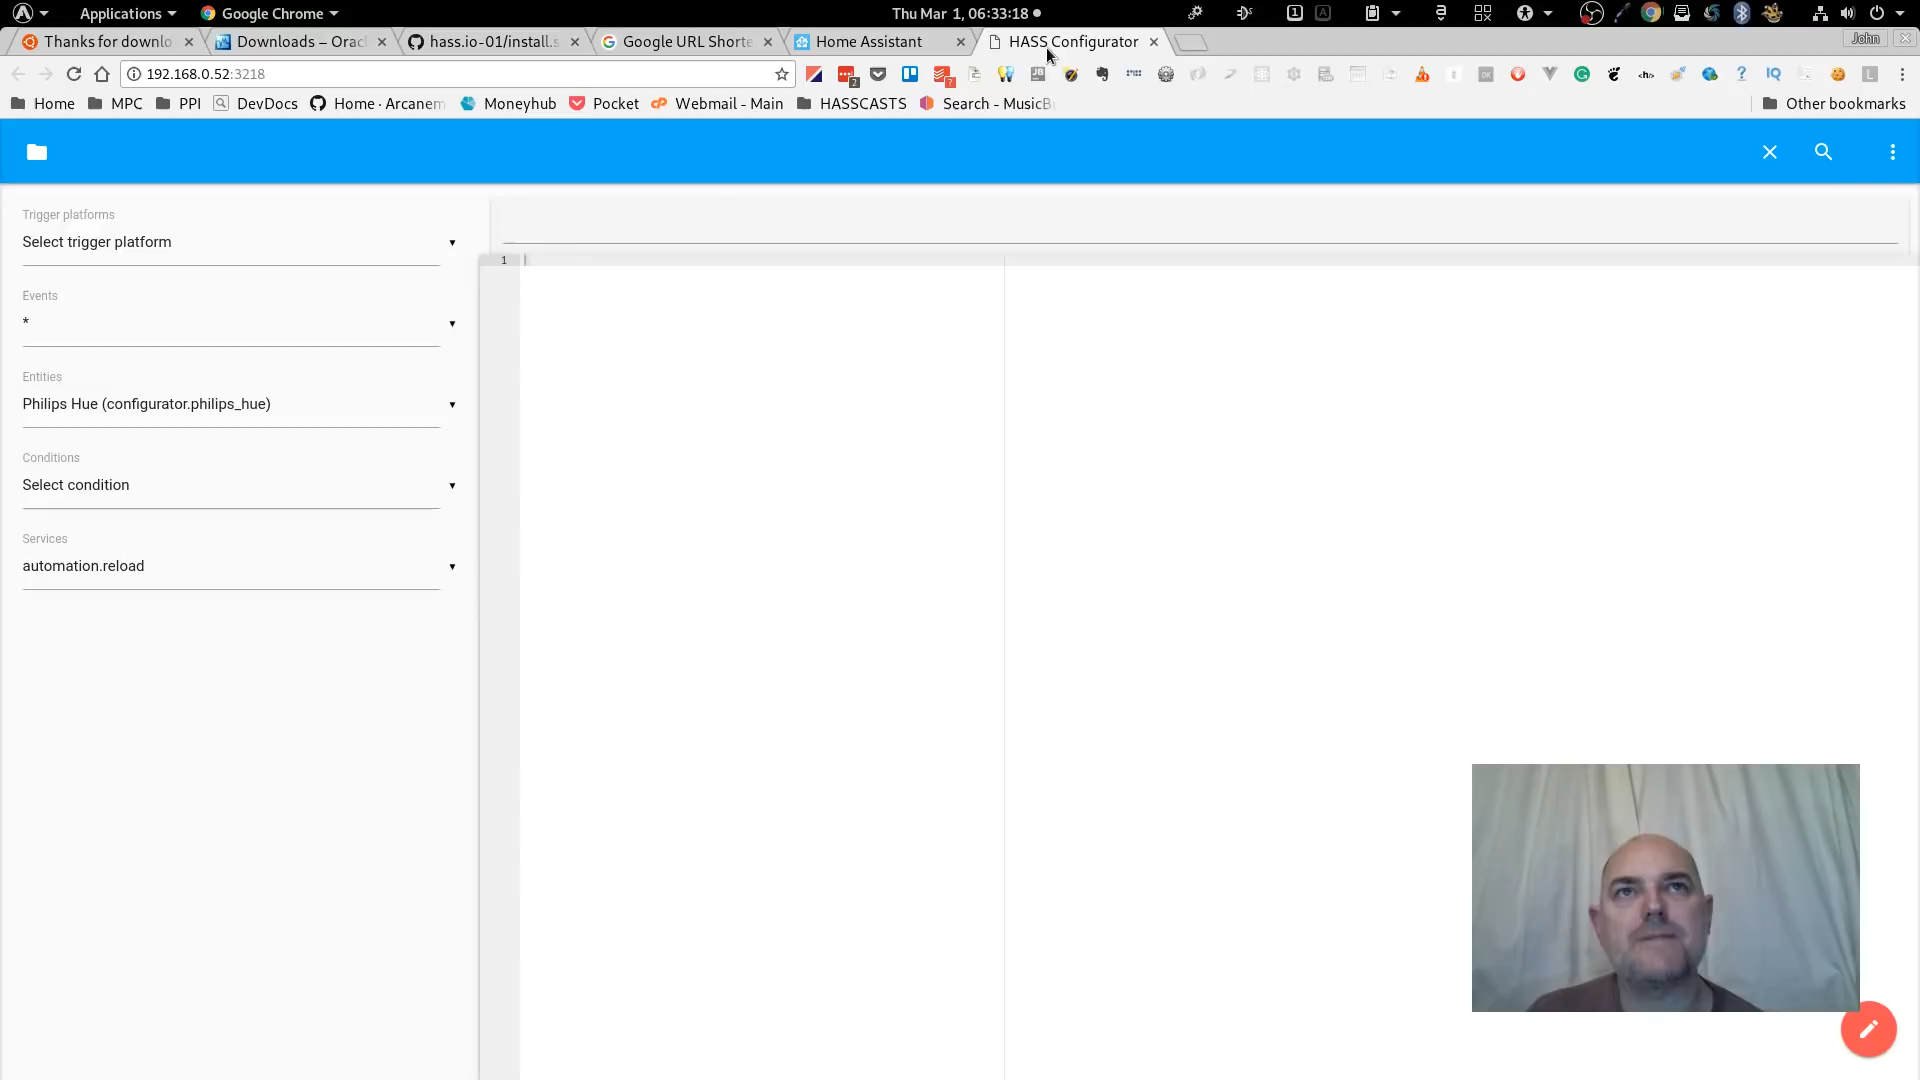 Applications
Google Chrome
Thu Mar 1, 06:33:18
1
A
Thanks for downlo
Downloads – Orac
hass.io-01/install.s
Google URL Shorte
Home Assistant
HASS Configurator
John
192.168.0.52:3218
Home
MPC
PPI
DevDocs
Home · Arcanem
Moneyhub
Pocket
Webmail - Main
HASSCASTS
Search - MusicB
Other bookmarks
Trigger platforms
Select trigger platform
Events
*
Entities
Philips Hue (configurator.philips_hue)
Conditions
Select condition
Services
automation.reload
1